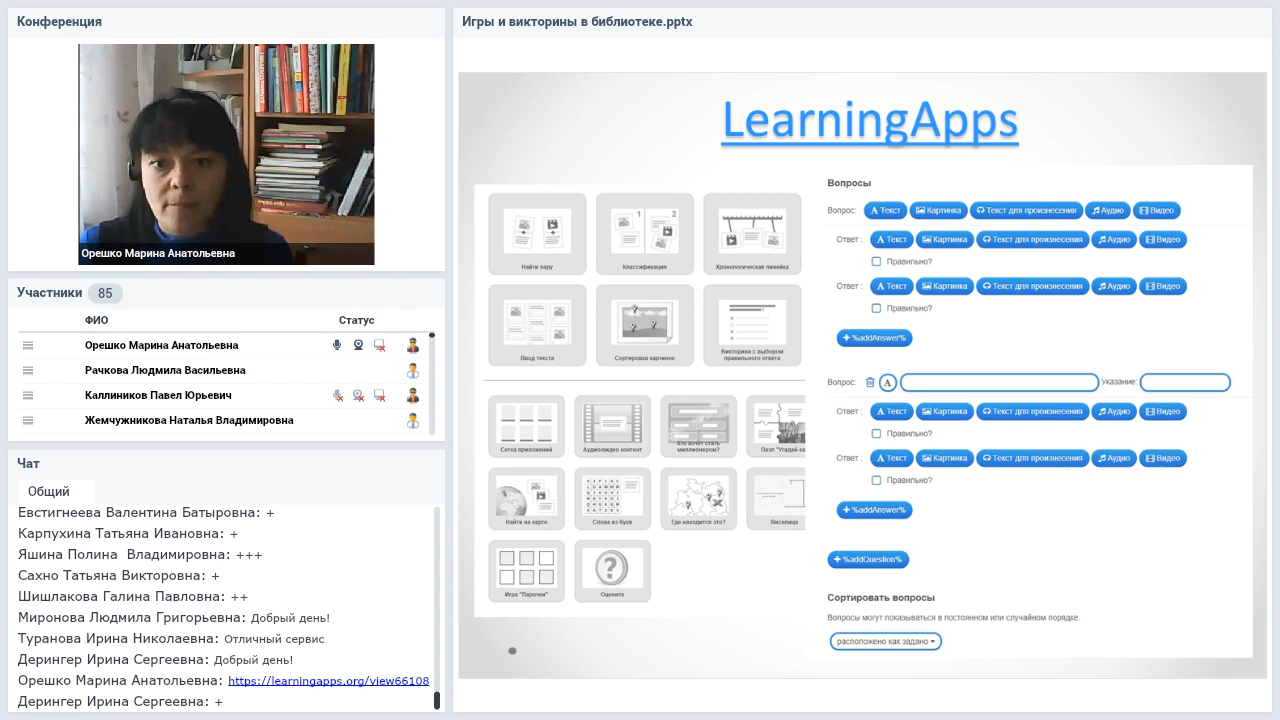 Конференция
Орешко Марина Анатольевна
Участники 85
ФИО Статус
Орешко Марина Анатольевна
Рачкова Людмила Васильевна
Каллиников Павел Юрьевич
Жемчужникова Наталья Владимировна
Чат
Общий
Евстигнеева Валентина Батыровна: +
Карпухина Татьяна Ивановна: +
Яшина Полина Владимировна: +++
Сахно Татьяна Викторовна: +
Шишлакова Галина Павловна: ++
Миронова Людмила Григорьевна: Добрый день!
Туранова Ирина Николаевна: Отличный сервис
Дерингер Ирина Сергеевна: Добрый день!
Орешко Марина Анатольевна: https://learningapps.org/view66108
Дерингер Ирина Сергеевна: +
Игры и викторины в библиотеке.pptx
LearningApps
1 2
Найти пару Классификация Хронологическая линейка
Ввод текста Сортировка картинок Викторина с выбором
правильного ответа
Сетка приложений Аудио/видео контент Кто хочет стать
миллионером? Пазл "Угадай-ка
Найти на карте Слова из букв Где находится это? Виселица
Игра "Парочки" Оцените
Вопросы
Вопрос: A Текст Картинка Текст для произнесения Аудио Видео
Ответ : A Текст Картинка Текст для произнесения Аудио Видео
Правильно?
Ответ : A Текст Картинка Текст для произнесения Аудио Видео
Правильно?
+ %addAnswer%
Вопрос: A Указание:
Ответ : A Текст Картинка Текст для произнесения Аудио Видео
Правильно?
Ответ : A Текст Картинка Текст для произнесения Аудио Видео
Правильно?
+ %addAnswer%
+ %addQuestion%
Сортировать вопросы
Вопросы могут показываться в постоянном или случайном порядке.
расположено как задано